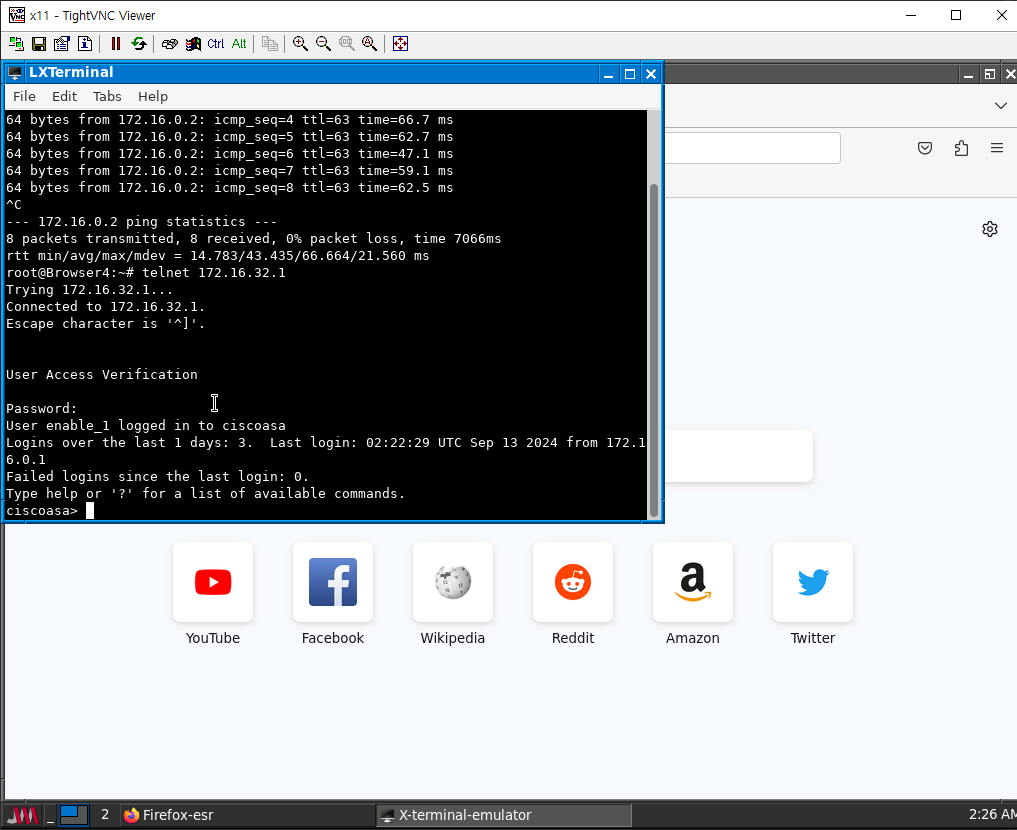 x11 - TightVNC Viewer
Ctrl Alt
LXTerminal
File Edit Tabs Help
64 bytes from 172.16.0.2: icmp_seq=4 ttl=63 time=66.7 ms
64 bytes from 172.16.0.2: icmp_seq=5 ttl=63 time=62.7 ms
64 bytes from 172.16.0.2: icmp_seq=6 ttl=63 time=47.1 ms
64 bytes from 172.16.0.2: icmp_seq=7 ttl=63 time=59.1 ms
64 bytes from 172.16.0.2: icmp_seq=8 ttl=63 time=62.5 ms
^C
--- 172.16.0.2 ping statistics ---
8 packets transmitted, 8 received, 0% packet loss, time 7066ms
rtt min/avg/max/mdev = 14.783/43.435/66.664/21.560 ms
root@Browser4:~# telnet 172.16.32.1
Trying 172.16.32.1...
Connected to 172.16.32.1.
Escape character is '^]'.
User Access Verification
Password:
User enable_1 logged in to ciscoasa
Logins over the last 1 days: 3.  Last login: 02:22:29 UTC Sep 13 2024 from 172.1
6.0.1
Failed logins since the last login: 0.
Type help or '?' for a list of available commands.
ciscoasa>
YouTube Facebook Wikipedia Reddit Amazon Twitter
2 Firefox-esr X-terminal-emulator 2:26 AM